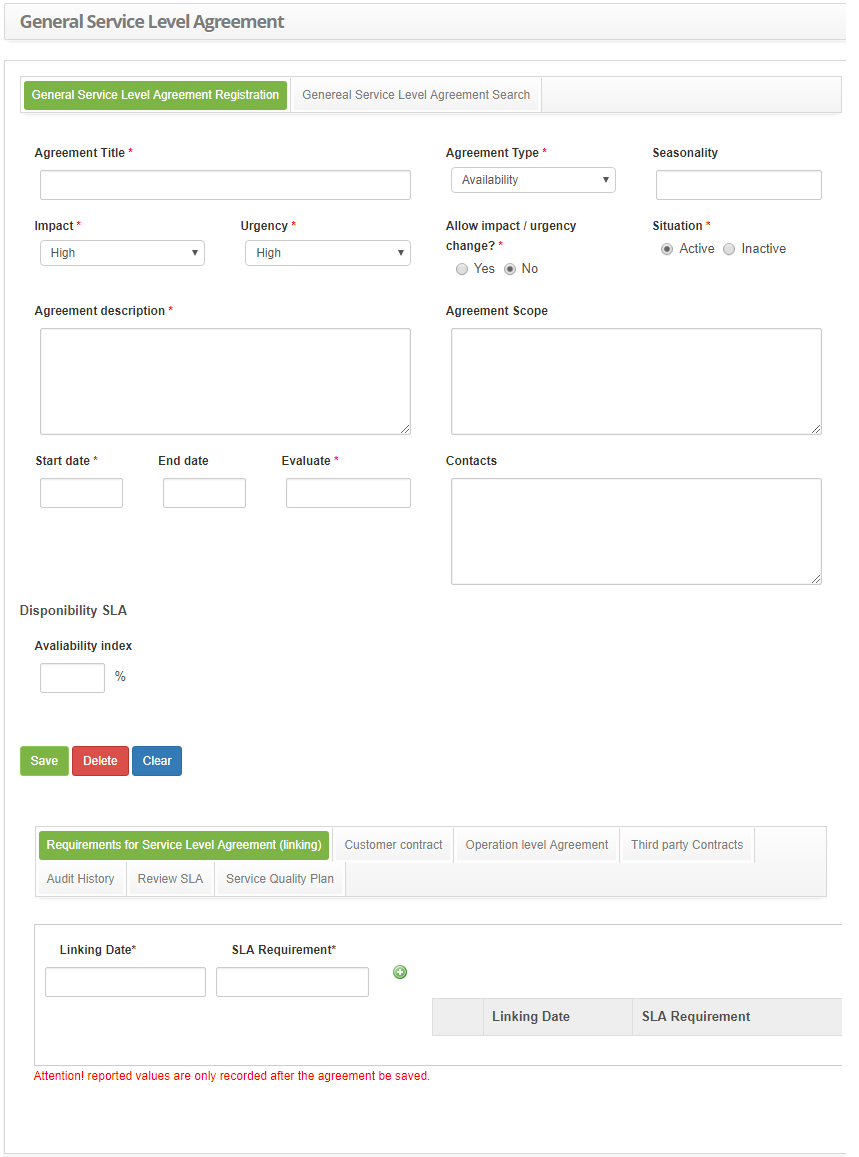 General Service Level Agreement
General Service Level Agreement Registration Genereal Service Level Agreement Search
Agreement Title * Agreement Type * Seasonality
Availability
Impact * Urgency * Allow impact / urgency change? * Situation *
High High Active Inactive
Yes No
Agreement description * Agreement Scope
Start date * End date Evaluate * Contacts
Disponibility SLA
Avaliability index
%
Save Delete Clear
Requirements for Service Level Agreement (linking) Customer contract Operation level Agreement Third party Contracts
Audit History Review SLA Service Quality Plan
Linking Date* SLA Requirement*
Linking Date SLA Requirement
Attention! reported values are only recorded after the agreement be saved.